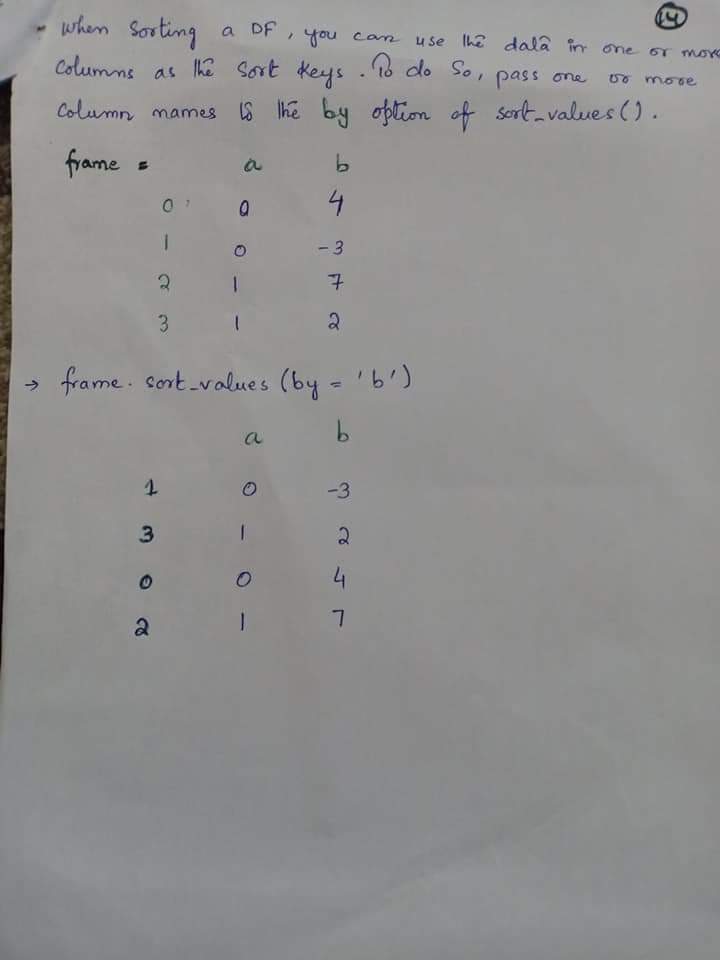 14
- When sorting a DF, you can use the data in one or more
columns as the sort keys. To do so, pass one or more
column names to the by option of sort_values().
frame = a b
0 0 4
1 0 -3
2 1 7
3 1 2
→ frame. sort_values (by = 'b')
a b
1 0 -3
3 1 2
0 0 4
2 1 7